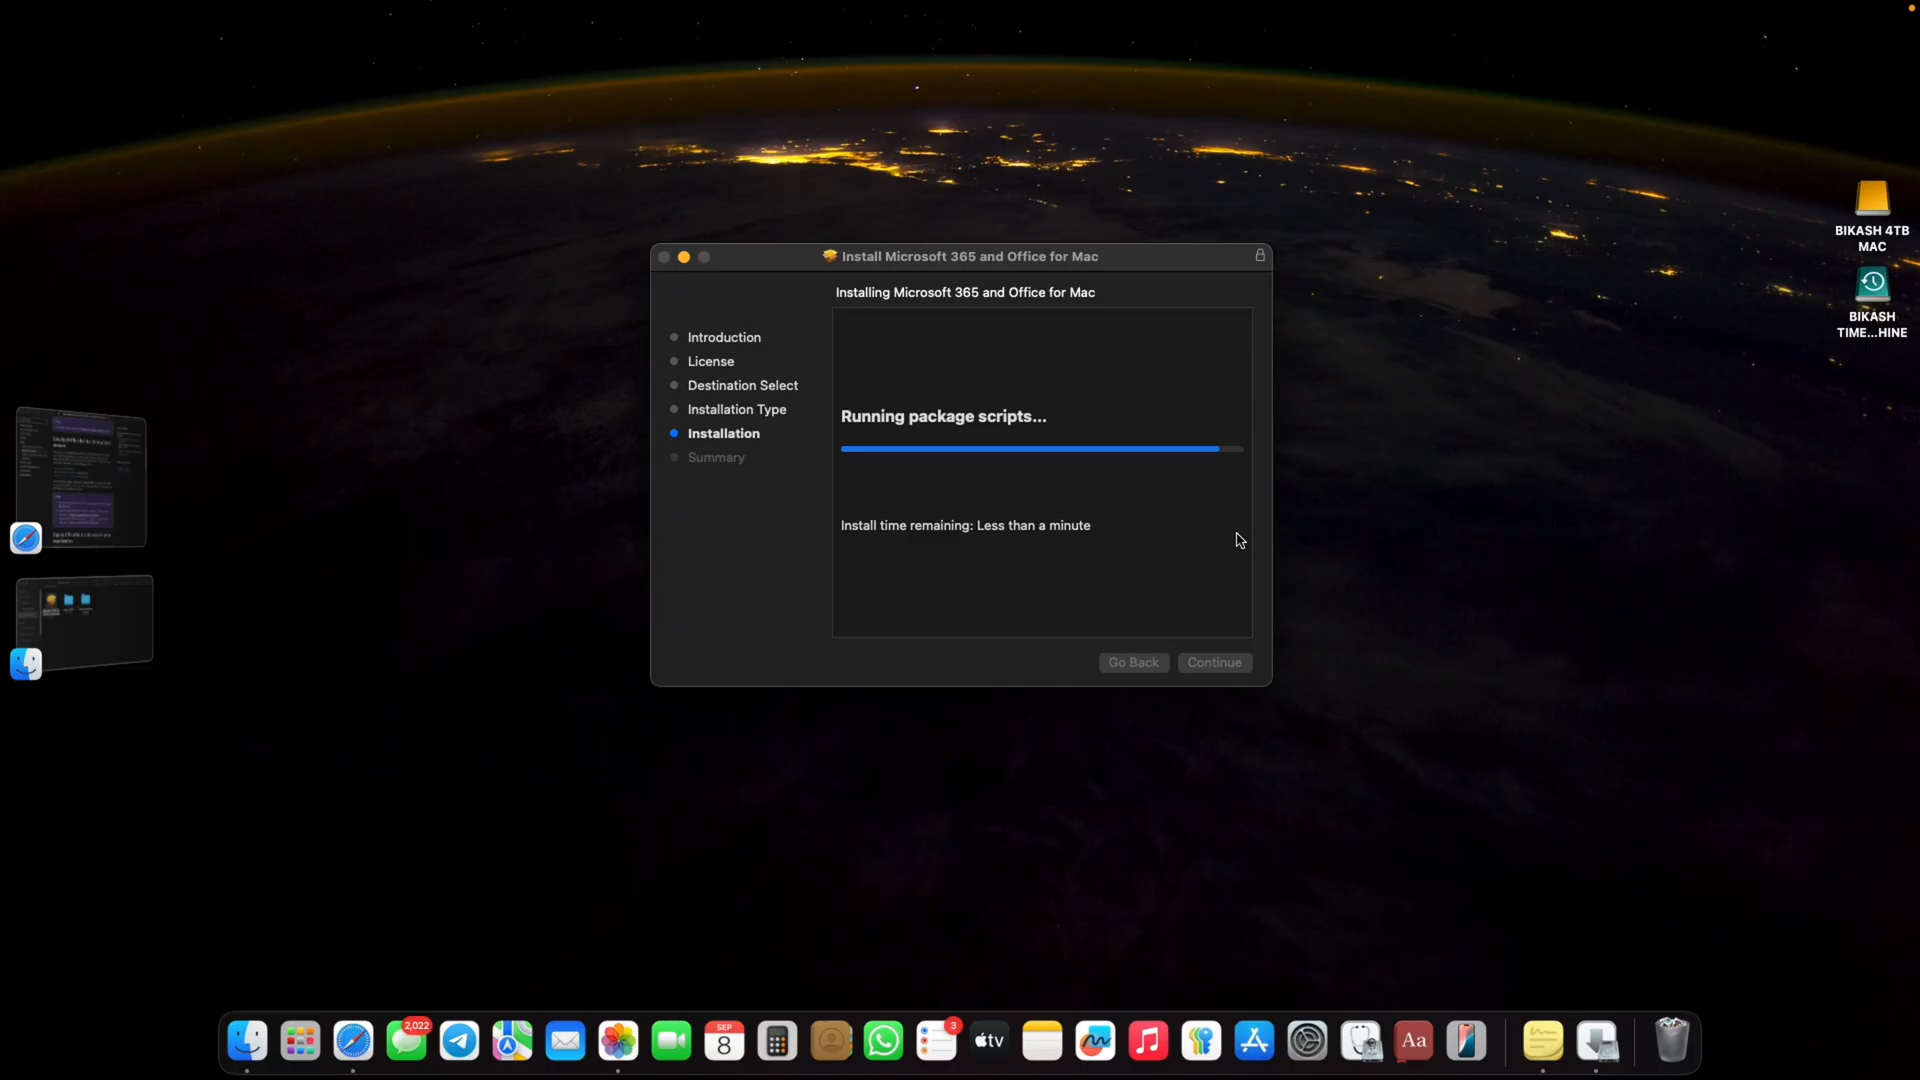 Install Microsoft 365 and Office for Mac
Installing Microsoft 365 and Office for Mac
Introduction
License
Destination Select
Installation Type
Installation
Summary
Running package scripts...
Install time remaining: Less than a minute
Go Back
Continue
BIKASH 4TB
MAC
BIKASH
TIME...HINE
2,022
SEP
8
3
tv
Aa